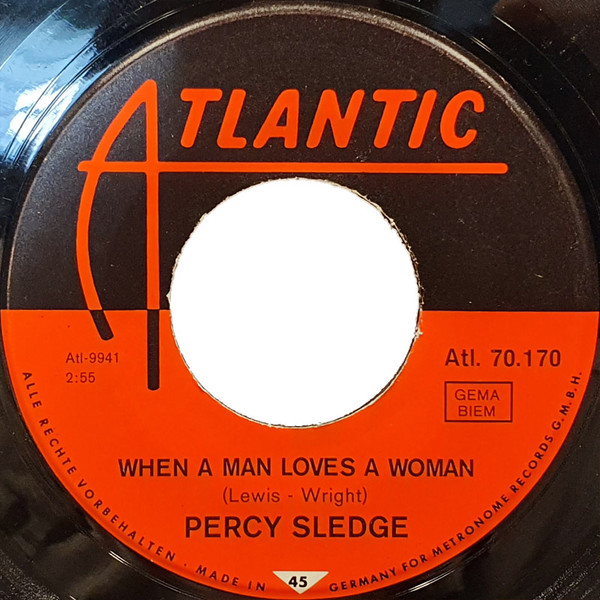 ATLANTIC
Atl-9941
2:55
Atl. 70.170
GEMA
BIEM
WHEN A MAN LOVES A WOMAN
(Lewis - Wright)
PERCY SLEDGE
ALLE RECHTE VORBEHALTEN · MADE IN 45 GERMANY FOR METRONOME RECORDS G.M.B.H.